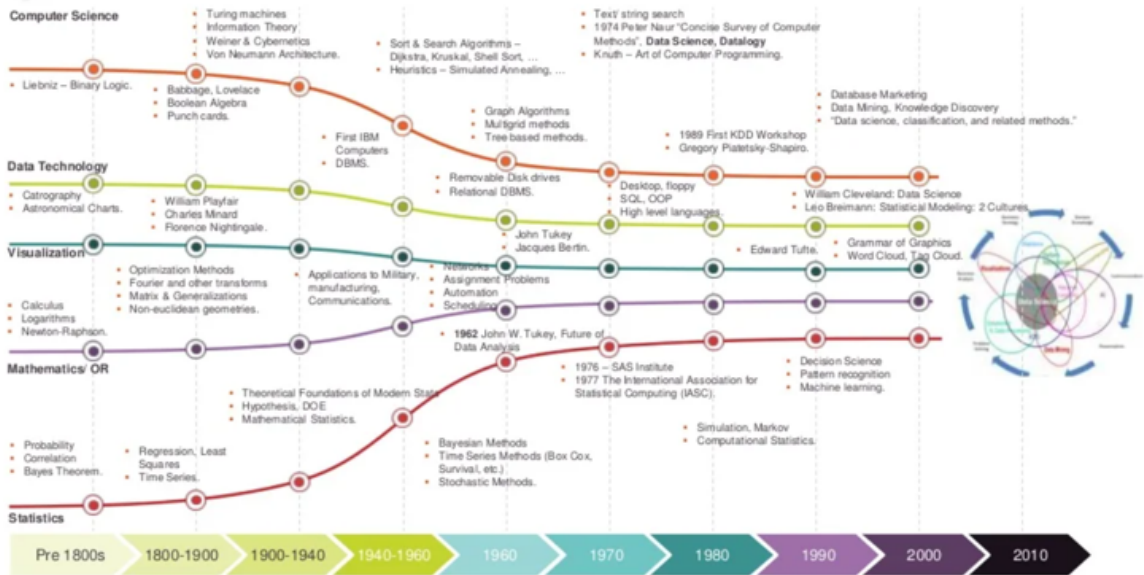 Computer Science
Turing machines
Information Theory
Weiner & Cybernetics
Von Neumann Architecture.
Sort & Search Algorithms –
Dijkstra, Kruskal, Shell Sort, …
Heuristics – Simulated Annealing, …
Text/ string search
1974 Peter Naur “Concise Survey of Computer
Methods”, Data Science, Datalogy
Knuth – Art of Computer Programming.
Liebniz – Binary Logic.
Babbage, Lovelace
Boolean Algebra
Punch cards.
First IBM
Computers
DBMS.
Graph Algorithms
Multigrid methods
Tree based methods.
1989 First KDD Workshop
Gregory Piatetsky-Shapiro.
Database Marketing
Data Mining, Knowledge Discovery
“Data science, classification, and related methods.”
Data Technology
Catrography
Astronomical Charts.
William Playfair
Charles Minard
Florence Nightingale.
Removable Disk drives
Relational DBMS.
Desktop, floppy
SQL, OOP
High level languages.
William Cleveland: Data Science
Leo Breimann: Statistical Modeling: 2 Cultures
John Tukey
Jacques Bertin.
Edward Tufte.
Grammar of Graphics
Word Cloud, Tag Cloud.
Visualization
Optimization Methods
Fourier and other transforms
Matrix & Generalizations
Non-euclidean geometries.
Applications to Military,
manufacturing,
Communications.
Networks
Assignment Problems
Automation
Scheduling
Calculus
Logarithms
Newton-Raphson.
Mathematics/ OR
1962 John W. Tukey, Future of
Data Analysis
1976 – SAS Institute
1977 The International Association for
Statistical Computing (IASC).
Decision Science
Pattern recognition
Machine learning.
Theoretical Foundations of Modern Stats
Hypothesis, DOE
Mathematical Statistics.
Simulation, Markov
Computational Statistics.
Probability
Correlation
Bayes Theorem.
Regression, Least
Squares
Time Series.
Bayesian Methods
Time Series Methods (Box Cox,
Survival, etc.)
Stochastic Methods.
Statistics
Data Science
Data Mining
Pre 1800s
1800-1900
1900-1940
1940-1960
1960
1970
1980
1990
2000
2010